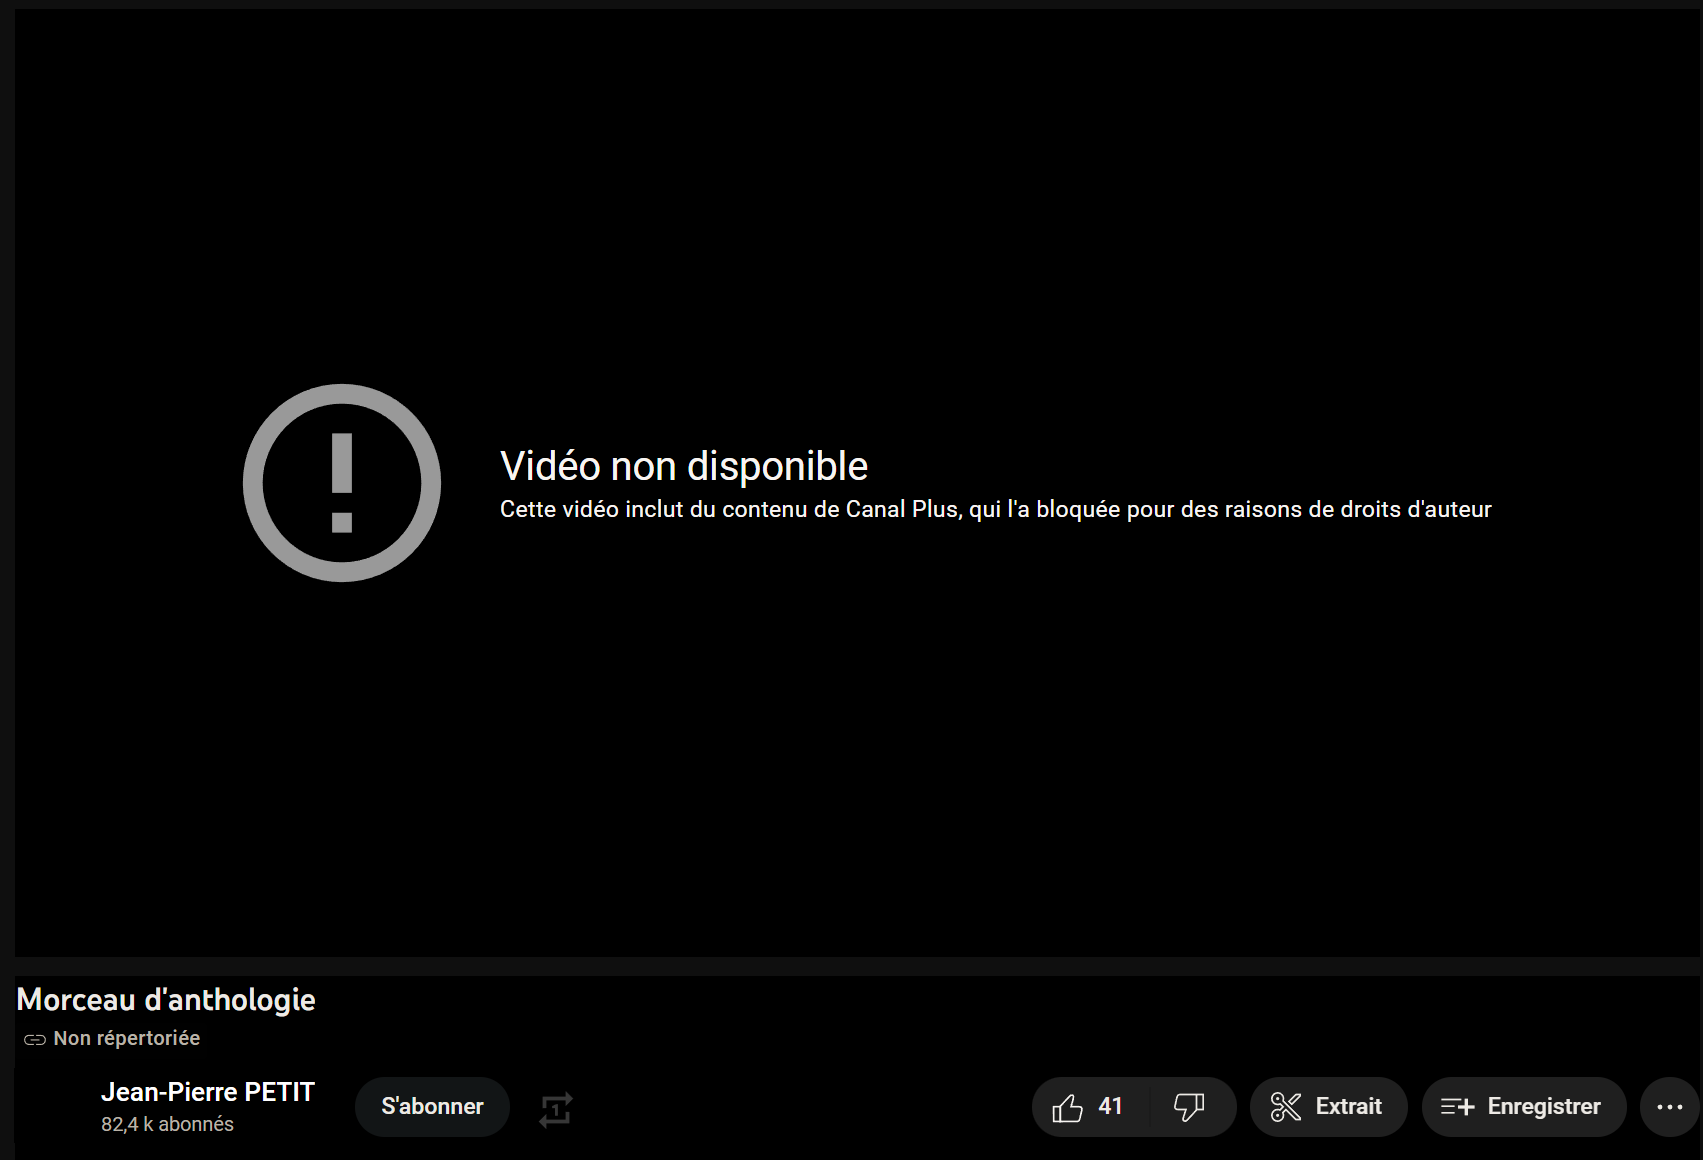 Vidéo non disponible
Cette vidéo inclut du contenu de Canal Plus, qui l'a bloquée pour des raisons de droits d'auteur
Morceau d'anthologie
Non répertoriée
Jean-Pierre PETIT
82,4 k abonnés
S'abonner
1
41
Extrait
Enregistrer